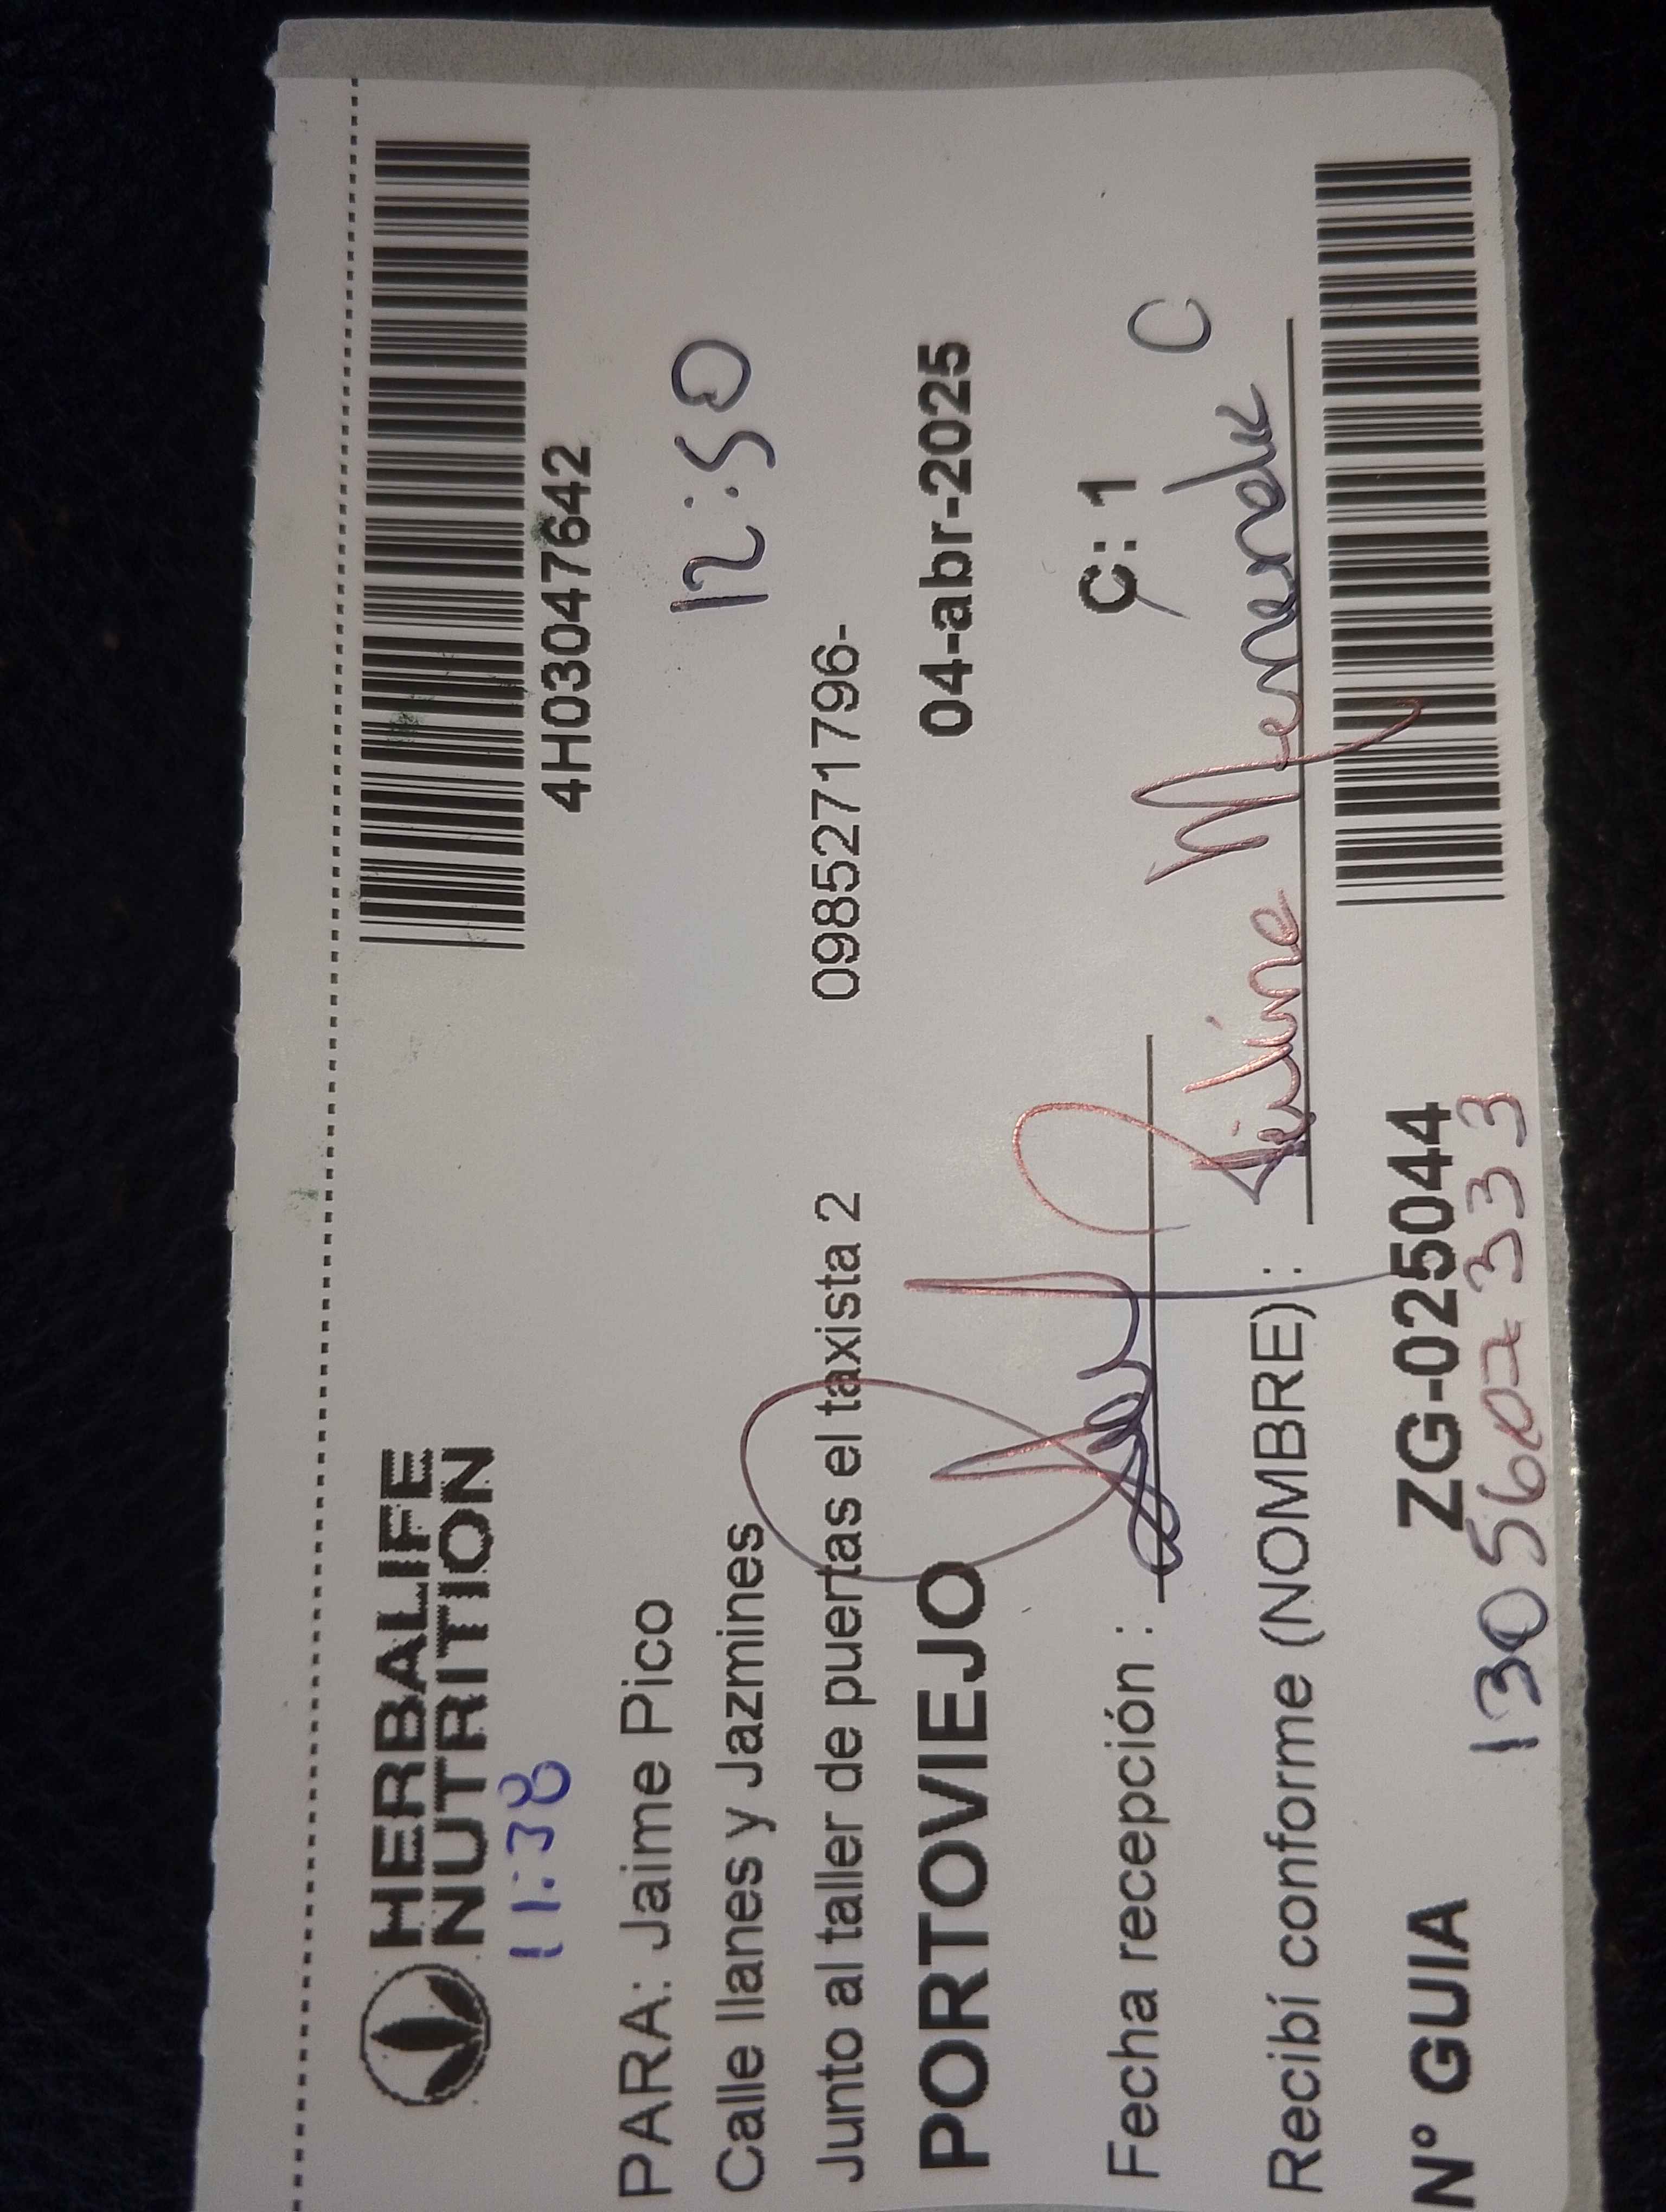 HERBALIFE
NUTRITION
4H03047642
11:38
PARA: Jaime Pico
12:50
Calle llanes y Jazmines
Junto al taller de puertas el taxista 2 0985271796-
PORTOVIEJO 04-abr-2025
Fecha recepción : C: 1
Recibí conforme (NOMBRE) : C
N° GUIA ZG-025044
1305602333